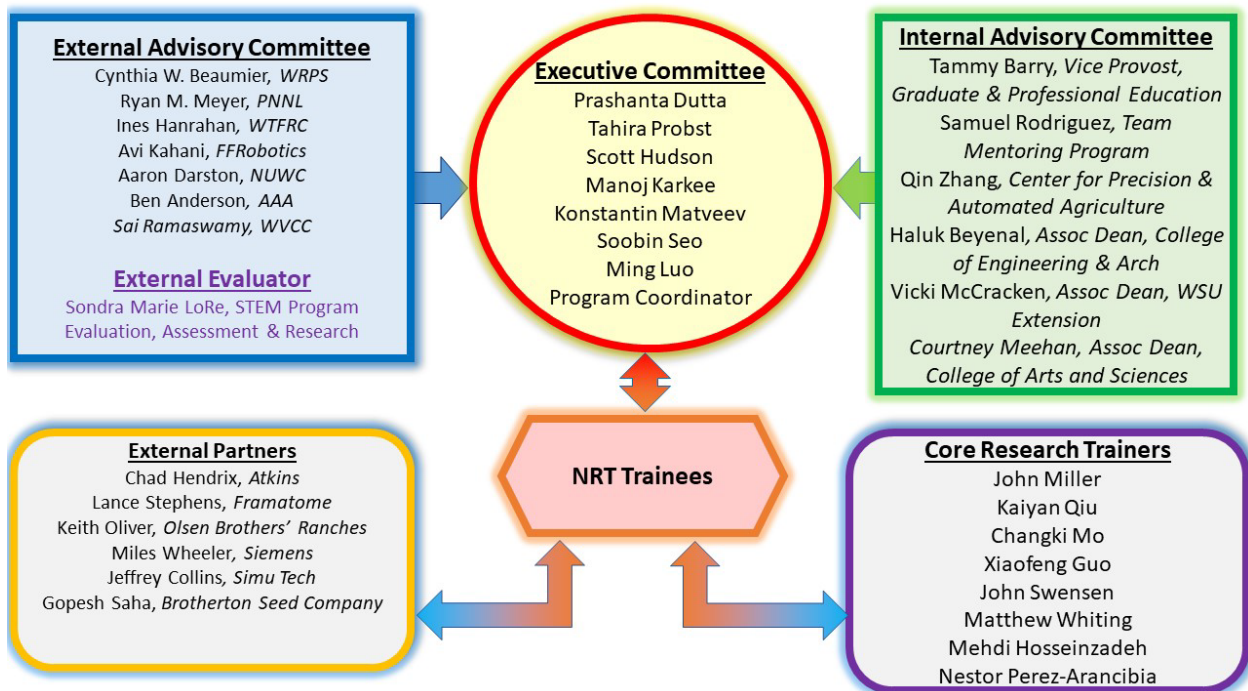 External Advisory Committee
Cynthia W. Beaumier, WRPS
Ryan M. Meyer, PNNL
Ines Hanrahan, WTFRC
Avi Kahani, FFRobotics
Aaron Darston, NUWC
Ben Anderson, AAA
Sai Ramaswamy, WVCC
External Evaluator
Sondra Marie LoRe, STEM Program
Evaluation, Assessment & Research
Executive Committee
Prashanta Dutta
Tahira Probst
Scott Hudson
Manoj Karkee
Konstantin Matveev
Soobin Seo
Ming Luo
Program Coordinator
Internal Advisory Committee
Tammy Barry, Vice Provost,
Graduate & Professional Education
Samuel Rodriguez, Team
Mentoring Program
Qin Zhang, Center for Precision &
Automated Agriculture
Haluk Beyenal, Assoc Dean, College
of Engineering & Arch
Vicki McCracken, Assoc Dean, WSU
Extension
Courtney Meehan, Assoc Dean,
College of Arts and Sciences
External Partners
Chad Hendrix, Atkins
Lance Stephens, Framatome
Keith Oliver, Olsen Brothers’ Ranches
Miles Wheeler, Siemens
Jeffrey Collins, Simu Tech
Gopesh Saha, Brotherton Seed Company
NRT Trainees
Core Research Trainers
John Miller
Kaiyan Qiu
Changki Mo
Xiaofeng Guo
John Swensen
Matthew Whiting
Mehdi Hosseinzadeh
Nestor Perez-Arancibia